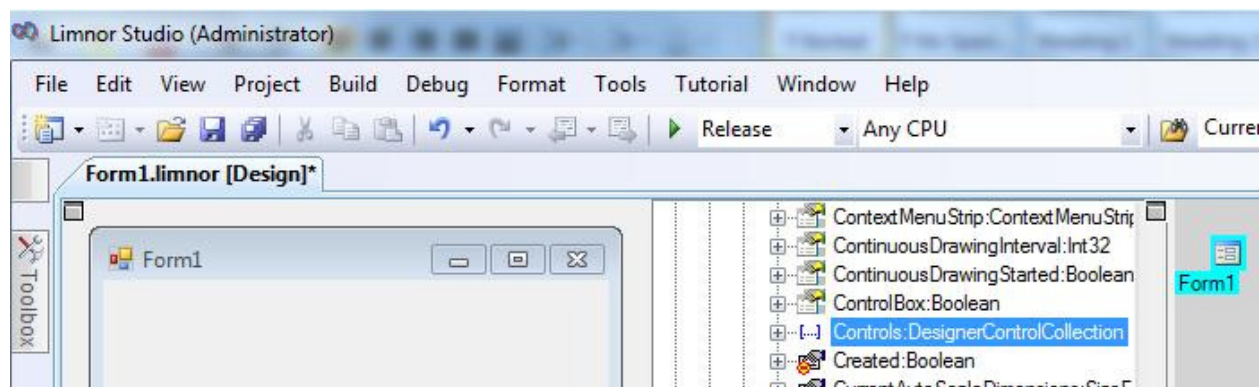 Limnor Studio (Administrator)
File Edit View Project Build Debug Format Tools Tutorial Window Help
Release Any CPU Curre
Form1.limnor [Design]*
Toolbox
Form1
ContextMenuStrip:ContextMenuStrip
ContinuousDrawingInterval:Int32
ContinuousDrawingStarted:Boolean
ControlBox:Boolean
Controls:DesignerControlCollection
Created:Boolean
Form1